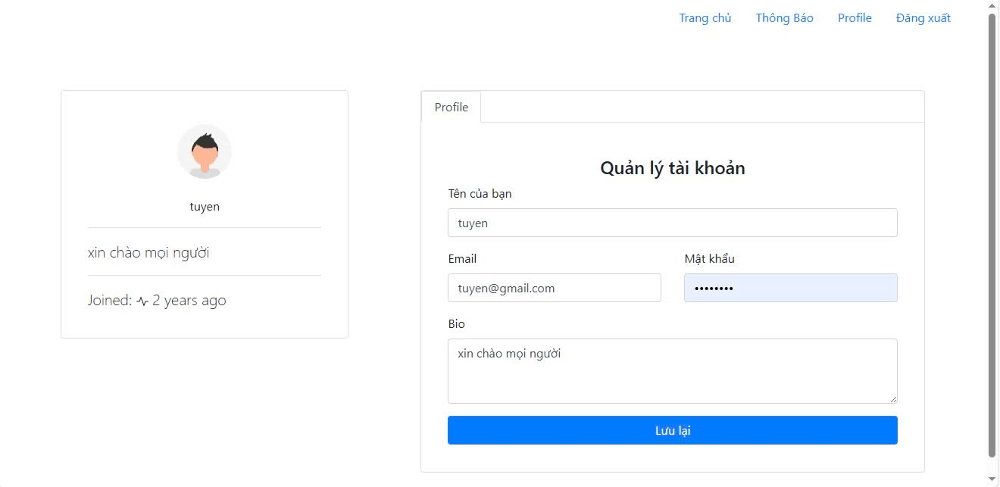 Trang chủ Thông Báo Profile Đăng xuất
tuyen
xin chào mọi người
Joined: 2 years ago
Profile
Quản lý tài khoản
Tên của bạn
tuyen
Email Mật khẩu
tuyen@gmail.com ••••••••
Bio
xin chào mọi người
Lưu lại